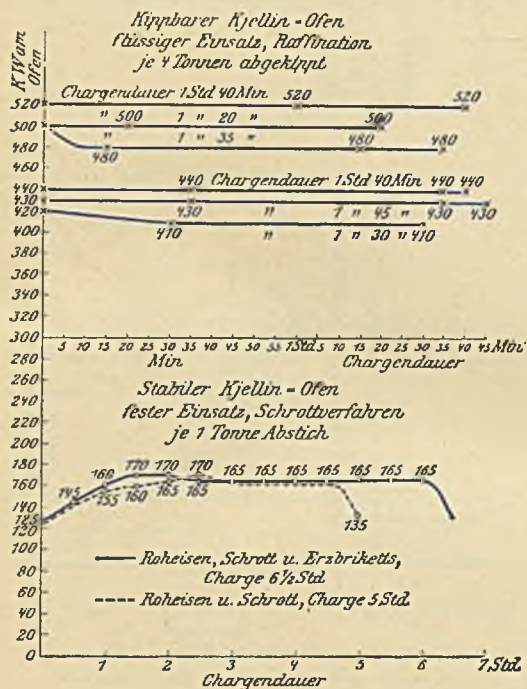 Kippbarer Kjellin-Ofen
flüssiger Einsatz, Raffination
je 4 Tonnen abgekippt
KW am Ofen
520 Chargendauer 1 Std 40 Min 520 520
500 " 500 1 " 20 " 500
480 " 480 1 " 35 " 480 480
460
440 440 Chargendauer 1 Std 40 Min 440 440
430 430 " 1 " 45 " 430 430
420 410 " 1 " 30 " 410
400
380
360
340
320
300
5 10 15 20 25 30 35 40 45 50 55 1 Std. 5 10 15 20 25 30 35 40 45 Min
280 Min Chargendauer
260
240 Stabiler Kjellin-Ofen
220 fester Einsatz, Schrottverfahren
200 je 1 Tonne Abstich
180
160 145 160 170 170 170 165 165 165 165 165 165 165
155 160 165 165
140
125
120 135
100 Roheisen, Schrott u. Erzbriketts,
80 Charge 6 1/2 Std
60 Roheisen u. Schrott, Charge 5 Std.
40
20
0
1 2 3 4 5 6 7 Std.
Chargendauer